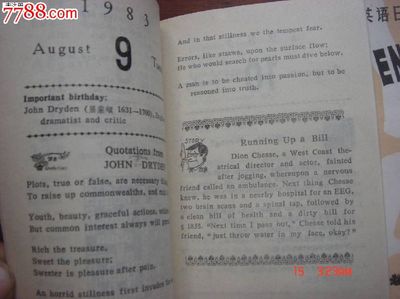 7788.com
1983
August 9 Tue
Important birthday:
John Dryden ( 1631-1700),
dramatist and critic
Quotations from
JOHN DRYDEN
Plots, true or false, are necessary
To raise up commonwealths, and
Youth, beauty, graceful action,
But common interest always will
Rich the treasure,
Sweet the pleasure;
Sweeter is pleasure after pain.
An horrid stillness first invades
And in that stillness we the tempest fear.
Errors, like straws, upon the surface flow;
He who would search for pearls must dive below.
A man is to be cheated into passion, but to be
reasoned into truth.
STORY
Running Up a Bill
Dion Chesse, a West Coast the-
atrical director and actor, fainted
after jogging, whereupon a nervous
friend called an ambulance. Next thing Chesse
knew, he was in a nearby hospital for an EEG,
two brain scans and a spinal tap, followed by
a clean bill of health and a dirty bill for
$ 1835. "Next time I pass out," Chesse told his
friend, "just throw water in my face, okay?"
英语日
EN